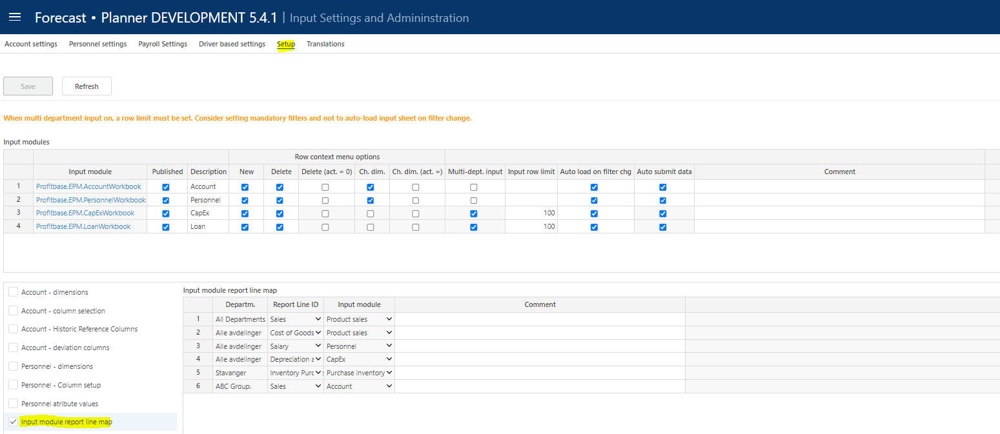 Forecast • Planner DEVELOPMENT 5.4.1 | Input Settings and Admininstration
Account settings Personnel settings Payroll Settings Driver based settings Setup Translations
Save Refresh
When multi department input on, a row limit must be set. Consider setting mandatory filters and not to auto-load input sheet on filter change.
Input modules
Row context menu options
Input module Published Description New Delete Delete (act. = 0) Ch. dim. Ch. dim. (act. =) Multi-dept. input Input row limit Auto load on filter chg Auto submit data Comment
1 Profitbase.EPM.AccountWorkbook Account
2 Profitbase.EPM.PersonnelWorkbook Personnel
3 Profitbase.EPM.CapExWorkbook CapEx 100
4 Profitbase.EPM.LoanWorkbook Loan 100
Account - dimensions
Account - column selection
Account - Historic Reference Columns
Account - deviation columns
Personnel - dimensions
Personnel - Column setup
Personnel atribute values
Input module report line map
Input module report line map
Departm. Report Line ID Input module Comment
1 All Departments Sales Product sales
2 Alle avdelinger Cost of Goods Product sales
3 Alle avdelinger Salary Personnel
4 Alle avdelinger Depreciation CapEx
5 Stavanger Inventory Purc Purchase inventory
6 ABC Group. Sales Account